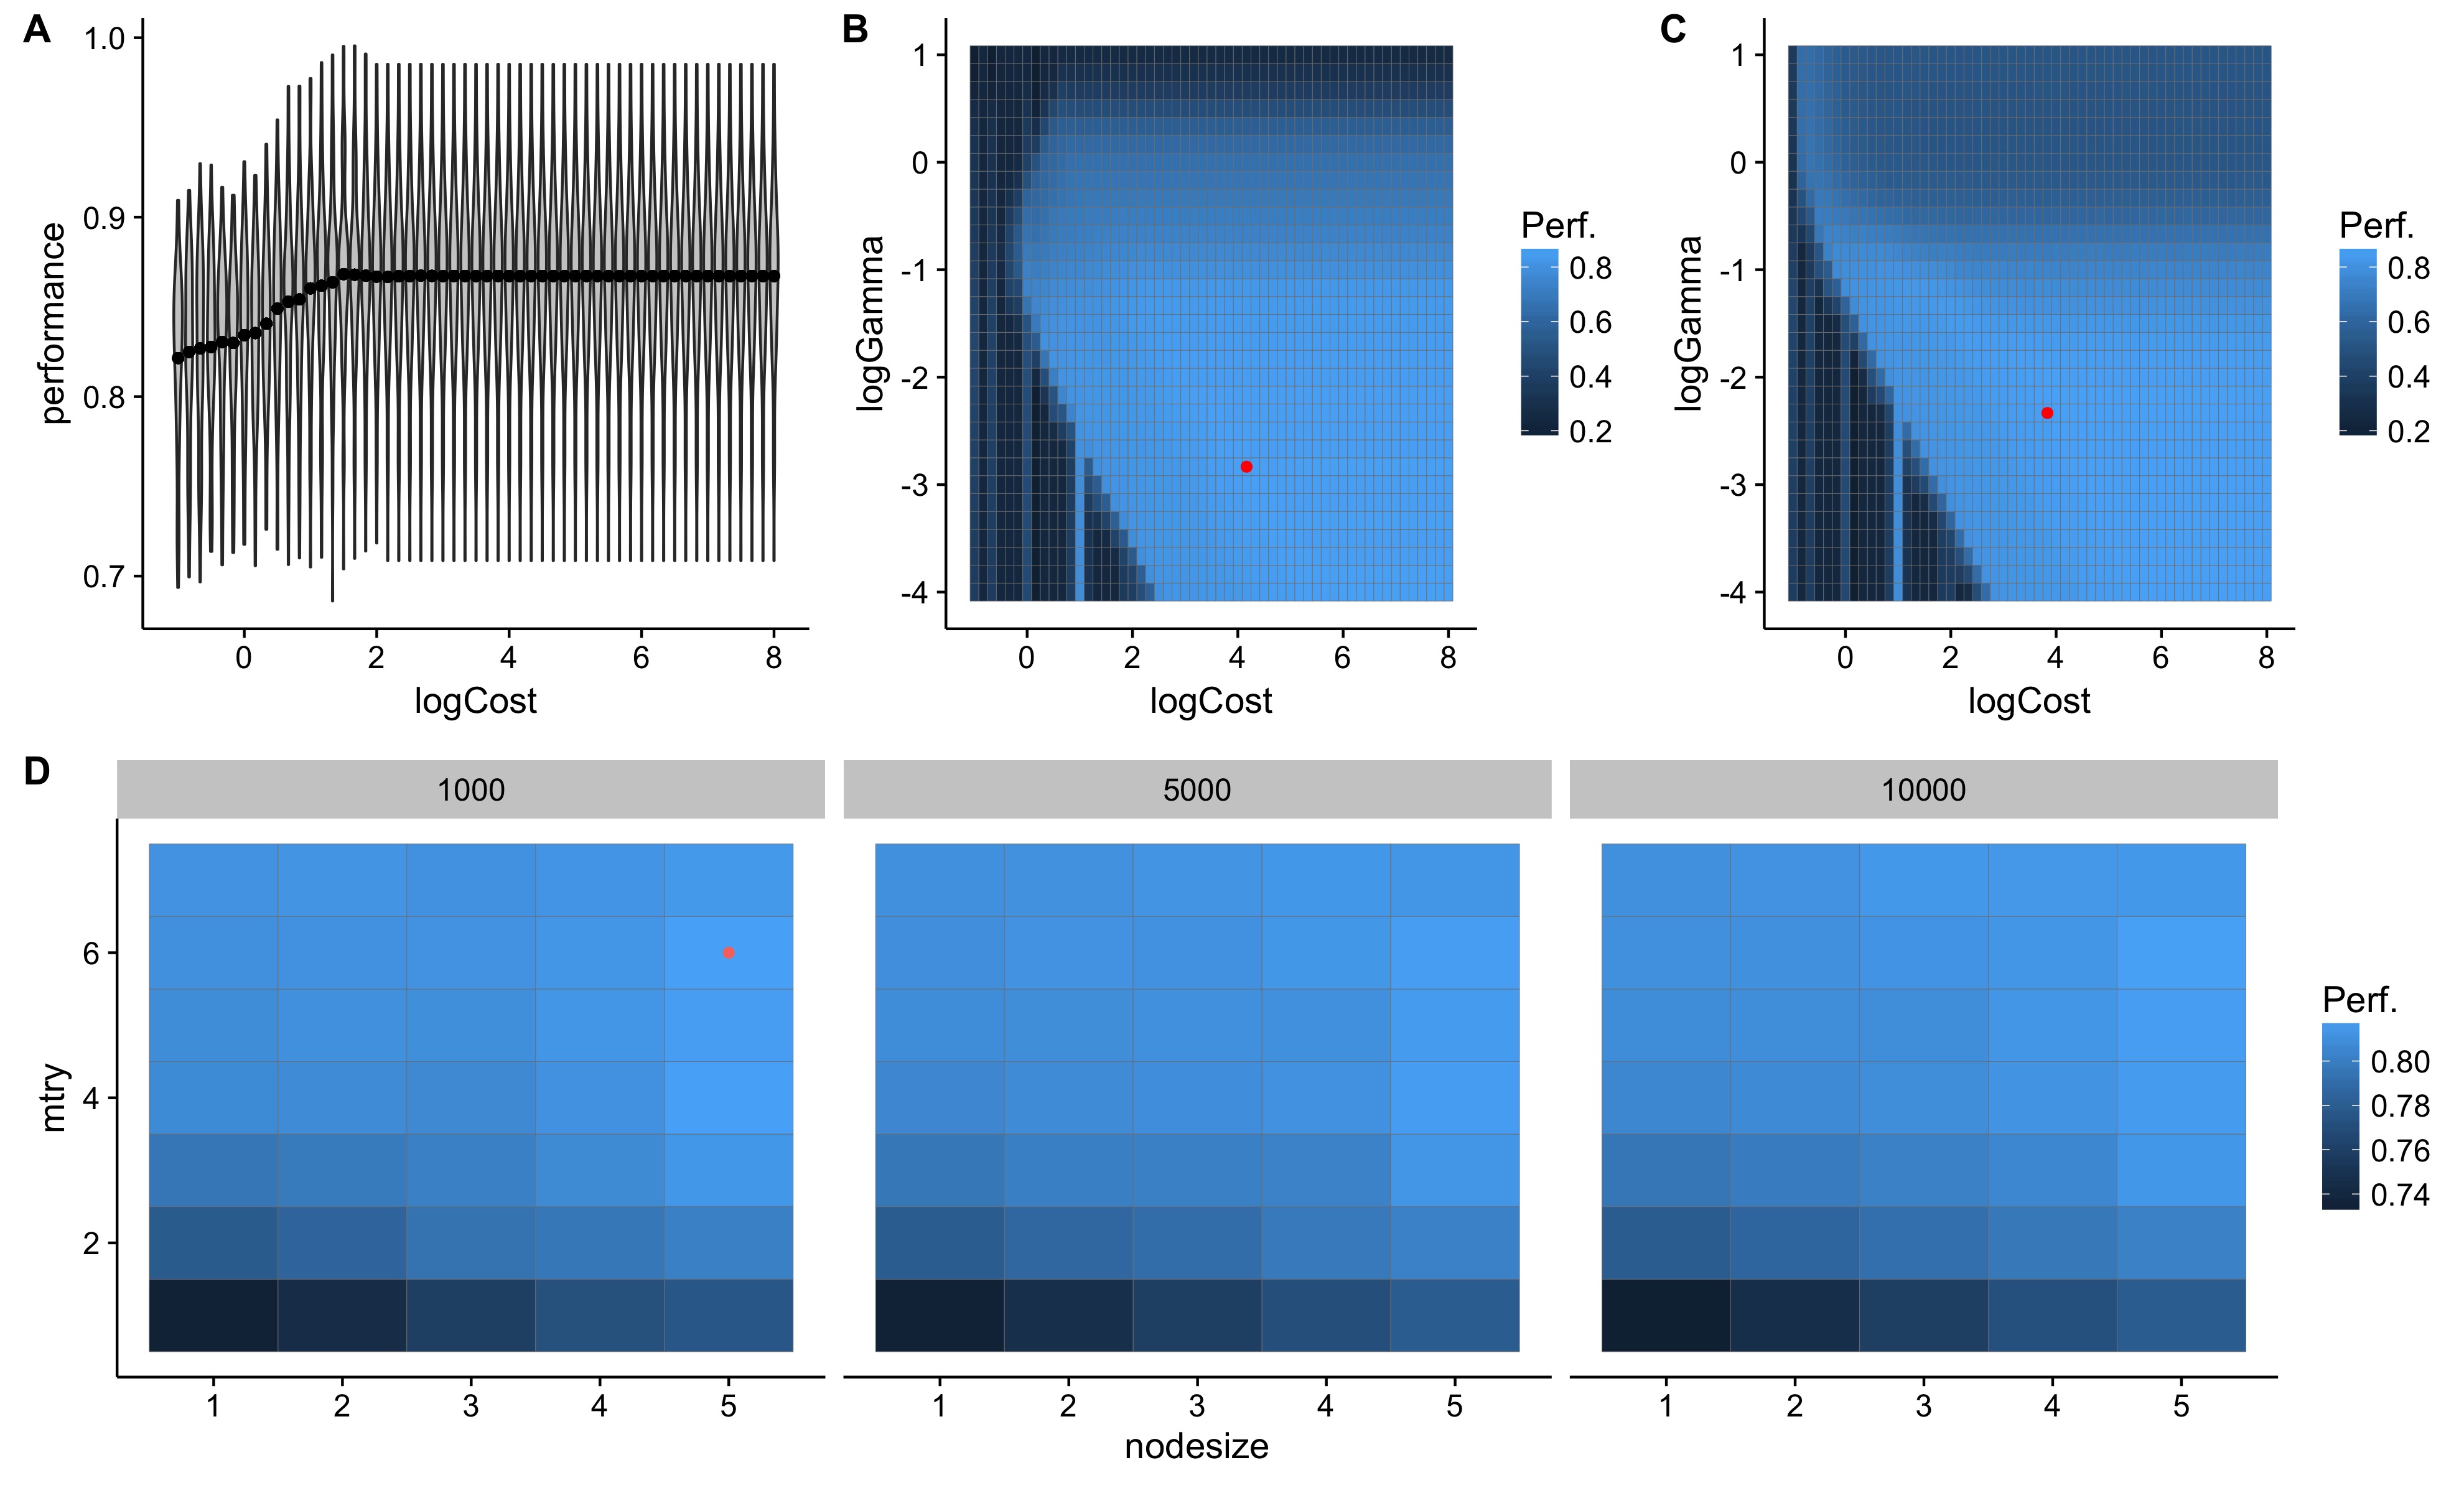 A
performance
1.0
0.9
0.8
0.7
0 2 4 6 8
logCost
B
logGamma
1
0
-1
-2
-3
-4
0 2 4 6 8
logCost
Perf.
0.8
0.6
0.4
0.2
C
logGamma
1
0
-1
-2
-3
-4
0 2 4 6 8
logCost
Perf.
0.8
0.6
0.4
0.2
D
1000 5000 10000
mtry
6
4
2
1 2 3 4 5 1 2 3 4 5 1 2 3 4 5
nodesize
Perf.
0.80
0.78
0.76
0.74